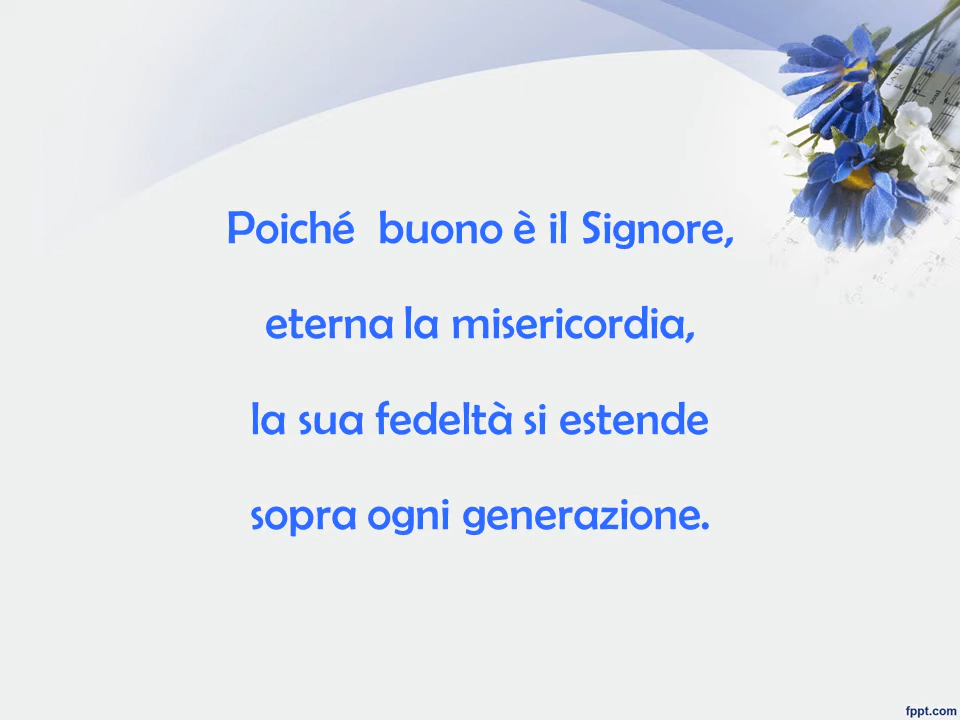 Poiché  buono è il Signore,
eterna la misericordia,
la sua fedeltà si estende
sopra ogni generazione.
fppt.com